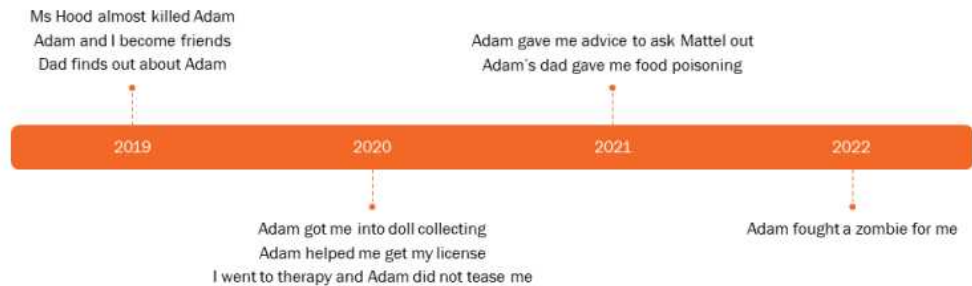 Ms Hood almost killed Adam
Adam and I become friends
Dad finds out about Adam
Adam gave me advice to ask Mattel out
Adam's dad gave me food poisoning
2019
2020
2021
2022
Adam got me into doll collecting
Adam helped me get my license
I went to therapy and Adam did not tease me
Adam fought a zombie for me